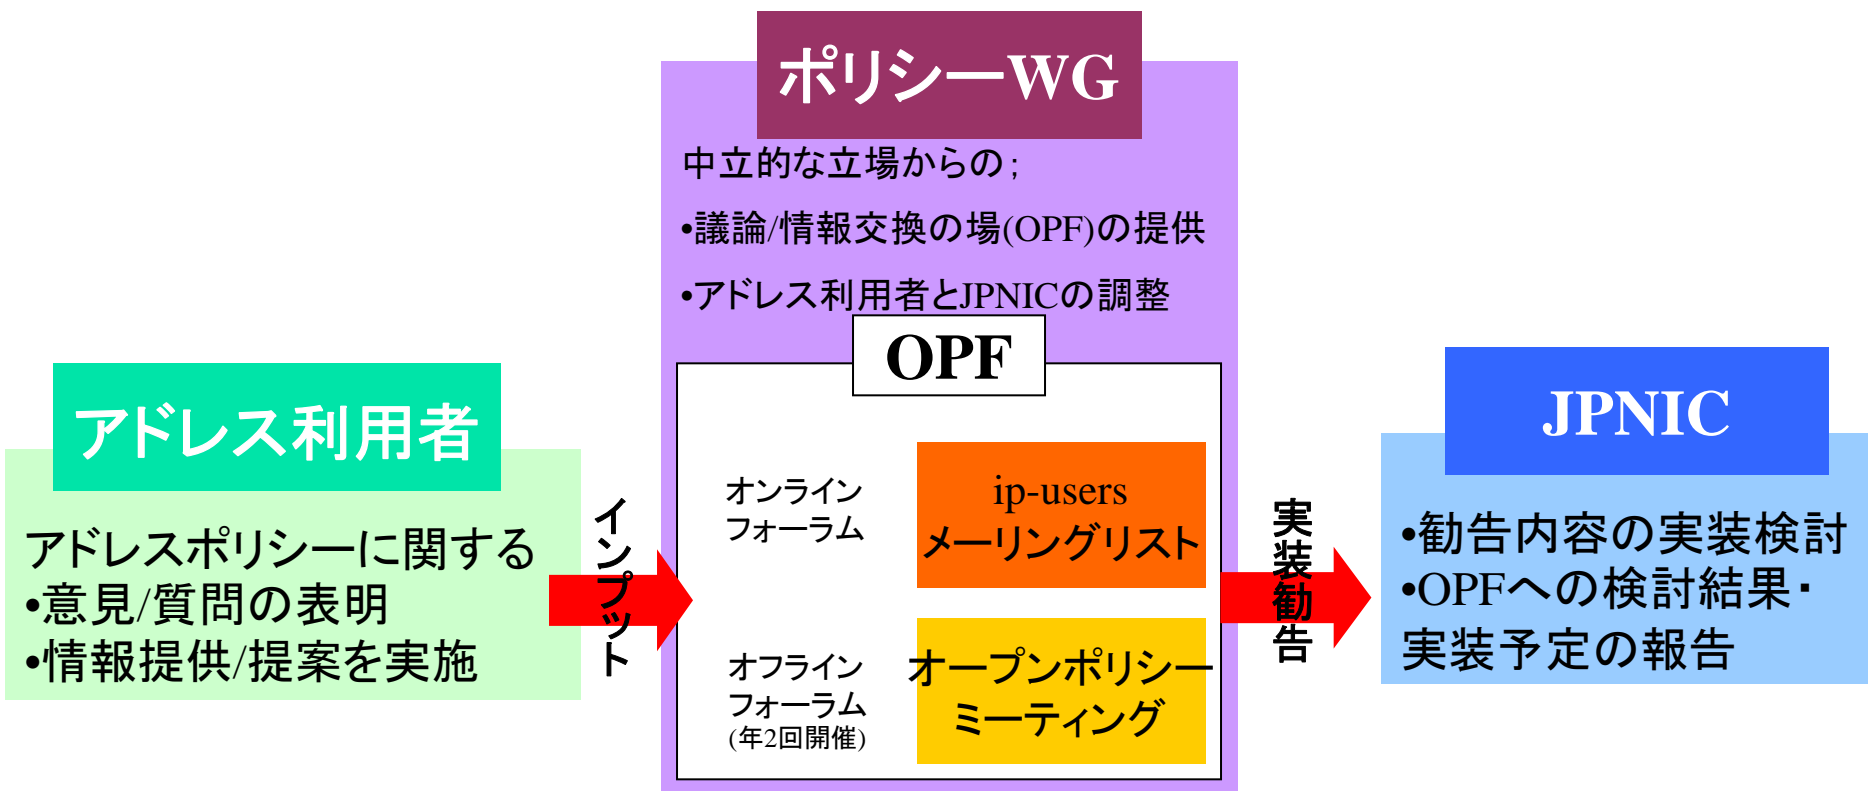 ポリシーWG
中立的な立場からの;
•議論/情報交換の場(OPF)の提供
•アドレス利用者とJPNICの調整
OPF
オンライン
フォーラム
ip-users
メーリングリスト
オフライン
フォーラム
(年2回開催)
オープンポリシー
ミーティング
アドレス利用者
アドレスポリシーに関する
•意見/質問の表明
•情報提供/提案を実施
インプット
実装勧告
JPNIC
•勧告内容の実装検討
•OPFへの検討結果・
実装予定の報告